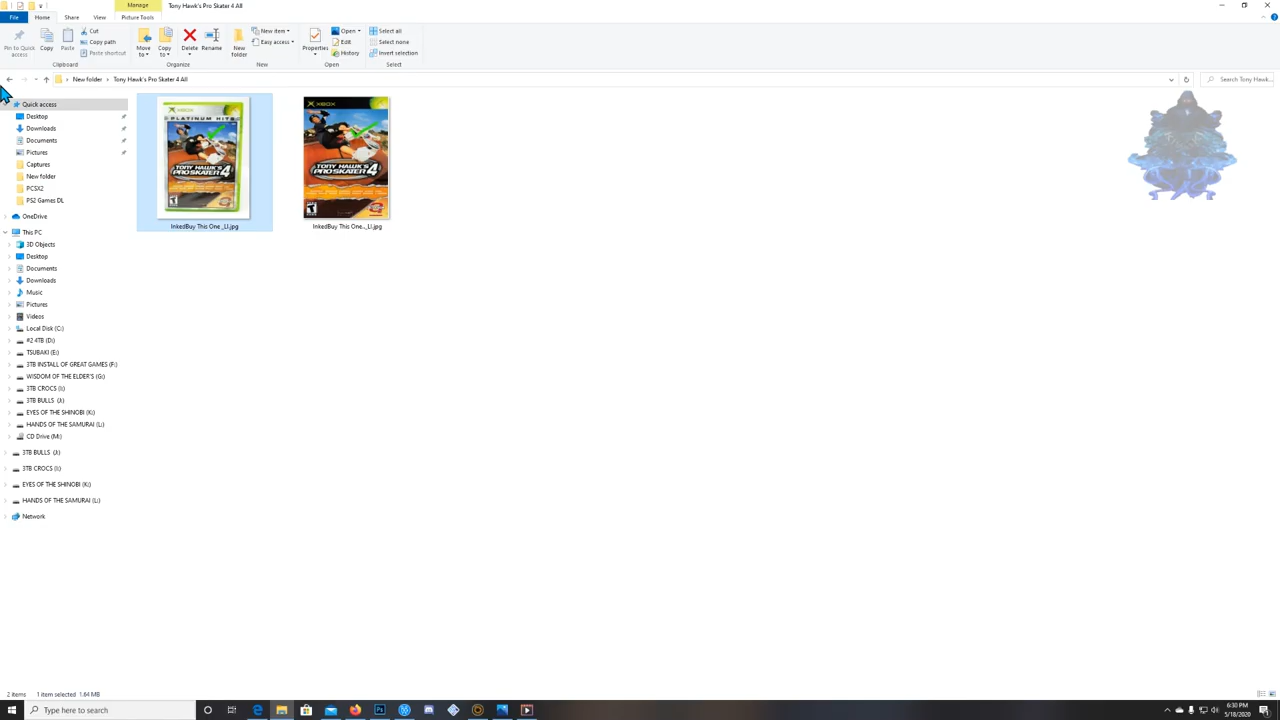 Manage
Tony Hawk's Pro Skater 4 All
File
Home
Share
View
Picture Tools
Pin to Quick access
Copy
Paste
Cut
Copy path
Paste shortcut
Clipboard
Move to
Copy to
Delete
Rename
Organize
New folder
New item
Easy access
New
Properties
Open
Edit
History
Open
Select all
Select none
Invert selection
Select
New folder
Tony Hawk's Pro Skater 4 All
Search Tony Hawk...
Quick access
Desktop
Downloads
Documents
Pictures
Captures
New folder
PCSX2
PS2 Games DL
OneDrive
This PC
3D Objects
Desktop
Documents
Downloads
Music
Pictures
Videos
Local Disk (C:)
#2 4TB (D:)
TSUBAKI (E:)
3TB INSTALL OF GREAT GAMES (F:)
WISDOM OF THE ELDER'S (G:)
3TB CROCS (I:)
3TB BULLS (J:)
EYES OF THE SHINOBI (K:)
HANDS OF THE SAMURAI (L:)
CD Drive (M:)
3TB BULLS (J:)
3TB CROCS (I:)
EYES OF THE SHINOBI (K:)
HANDS OF THE SAMURAI (L:)
Network
XBOX
PLATINUM HITS
TONY HAWK'S
PRO SKATER 4
InkedBuy This One _LI.jpg
XBOX
TONY HAWK'S
PRO SKATER 4
InkedBuy This One.._LI.jpg
2 items
1 item selected 1.64 MB
Type here to search
6:30 PM
5/18/2020